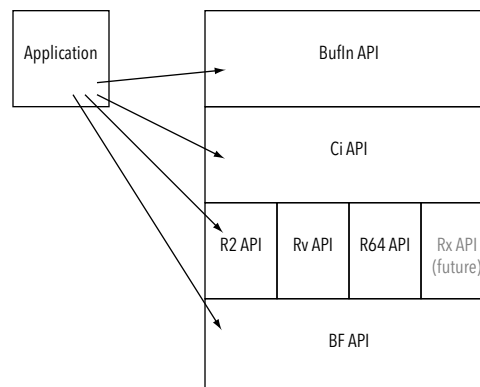 Application
BufIn API
Ci API
R2 API
Rv API
R64 API
Rx API
(future)
BF API